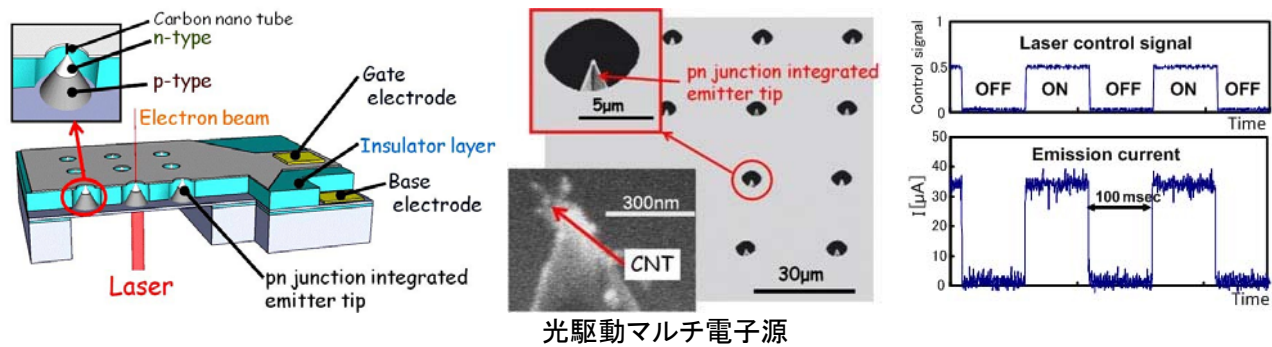 Carbon nano tube
n-type
p-type
Electron beam
Gate
electrode
Insulator layer
Base
electrode
Laser
pn junction integrated
emitter tip
pn junction integrated
emitter tip
5μm
300nm
CNT
30μm
光駆動マルチ電子源
Control signal
1
0.5
0
Laser control signal
OFF
ON
OFF
ON
OFF
Time
I [μA]
50
40
30
20
10
0
Emission current
100 msec
Time